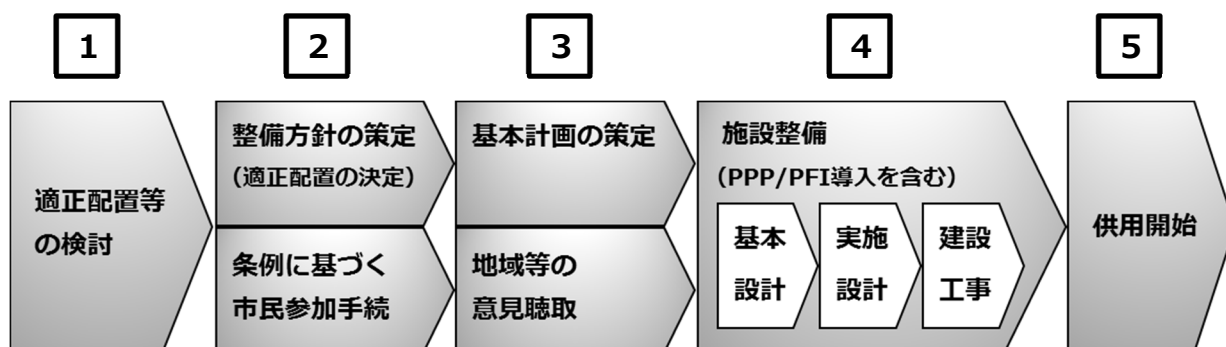 1
適正配置等
の検討
2
整備方針の策定
（適正配置の決定）
条例に基づく
市民参加手続
3
基本計画の策定
地域等の
意見聴取
4
施設整備
（PPP/PFI導入を含む）
基本
設計
実施
設計
建設
工事
5
供用開始